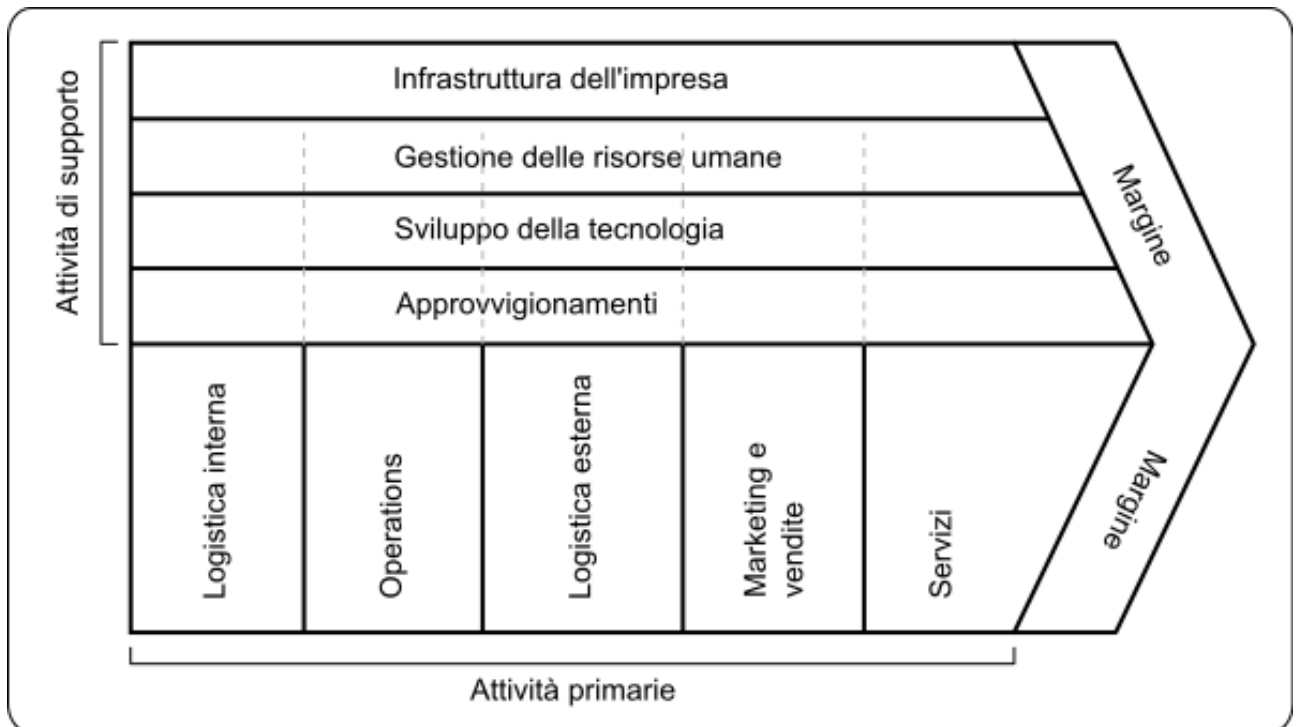 Attività di supporto
Infrastruttura dell'impresa
Gestione delle risorse umane
Sviluppo della tecnologia
Approvvigionamenti
Margine
Logistica interna
Operations
Logistica esterna
Marketing e
vendite
Servizi
Margine
Attività primarie